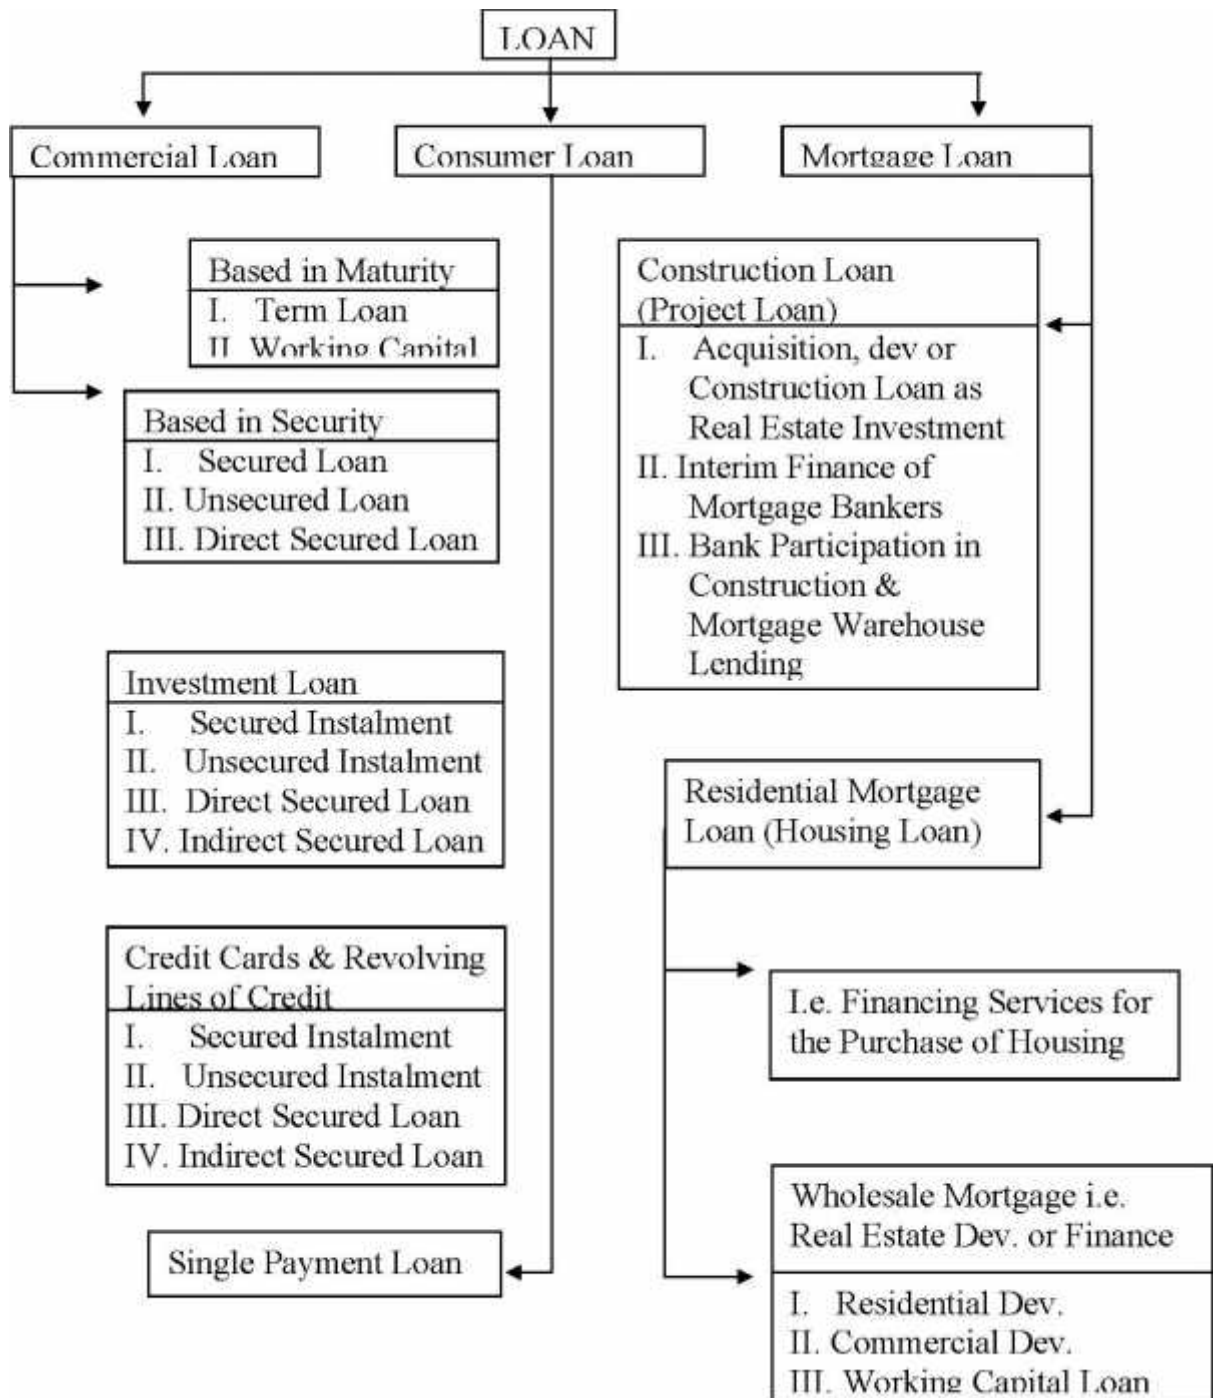 LOAN
Commercial Loan
Consumer Loan
Mortgage Loan
Based in Maturity
I. Term Loan
II. Working Capital
Based in Security
I. Secured Loan
II. Unsecured Loan
III. Direct Secured Loan
Investment Loan
I. Secured Instalment
II. Unsecured Instalment
III. Direct Secured Loan
IV. Indirect Secured Loan
Credit Cards & Revolving
Lines of Credit
I. Secured Instalment
II. Unsecured Instalment
III. Direct Secured Loan
IV. Indirect Secured Loan
Single Payment Loan
Construction Loan
(Project Loan)
I. Acquisition, dev or
Construction Loan as
Real Estate Investment
II. Interim Finance of
Mortgage Bankers
III. Bank Participation in
Construction &
Mortgage Warehouse
Lending
Residential Mortgage
Loan (Housing Loan)
I.e. Financing Services for
the Purchase of Housing
Wholesale Mortgage i.e.
Real Estate Dev. or Finance
I. Residential Dev.
II. Commercial Dev.
III. Working Capital Loan